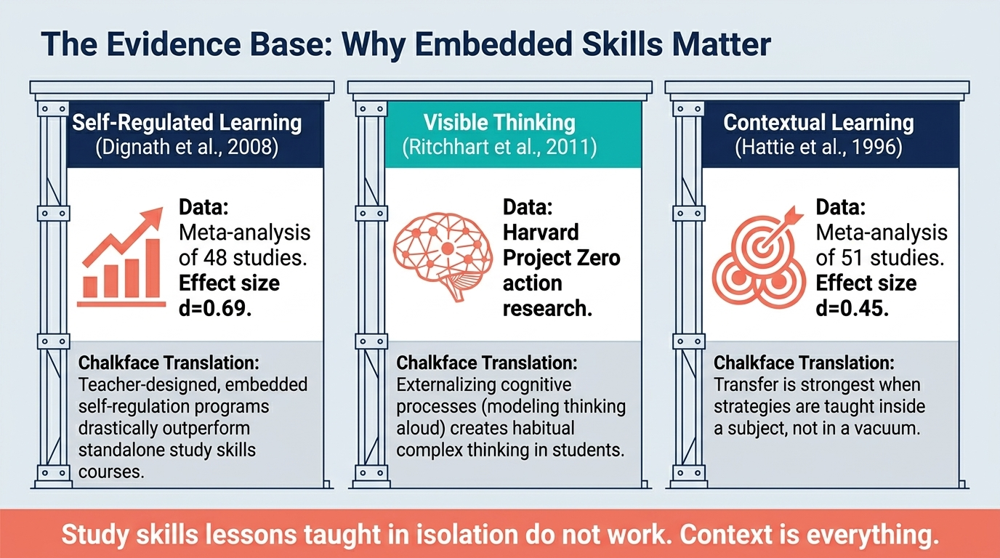 The Evidence Base: Why Embedded Skills Matter
Self-Regulated Learning
(Dignath et al., 2008)
Data:
Meta-analysis
of 48 studies.
Effect size
d=0.69.
Chalkface Translation:
Teacher-designed, embedded
self-regulation programs
drastically outperform
standalone study skills
courses.
Visible Thinking
(Ritchhart et al., 2011)
Data:
Harvard
Project Zero
action
research.
Chalkface Translation:
Externalizing cognitive
processes (modeling thinking
aloud) creates habitual
complex thinking in students.
Contextual Learning
(Hattie et al., 1996)
Data:
Meta-analysis
of 51 studies.
Effect size
d=0.45.
Chalkface Translation:
Transfer is strongest when
strategies are taught inside
a subject, not in a vacuum.
Study skills lessons taught in isolation do not work. Context is everything.